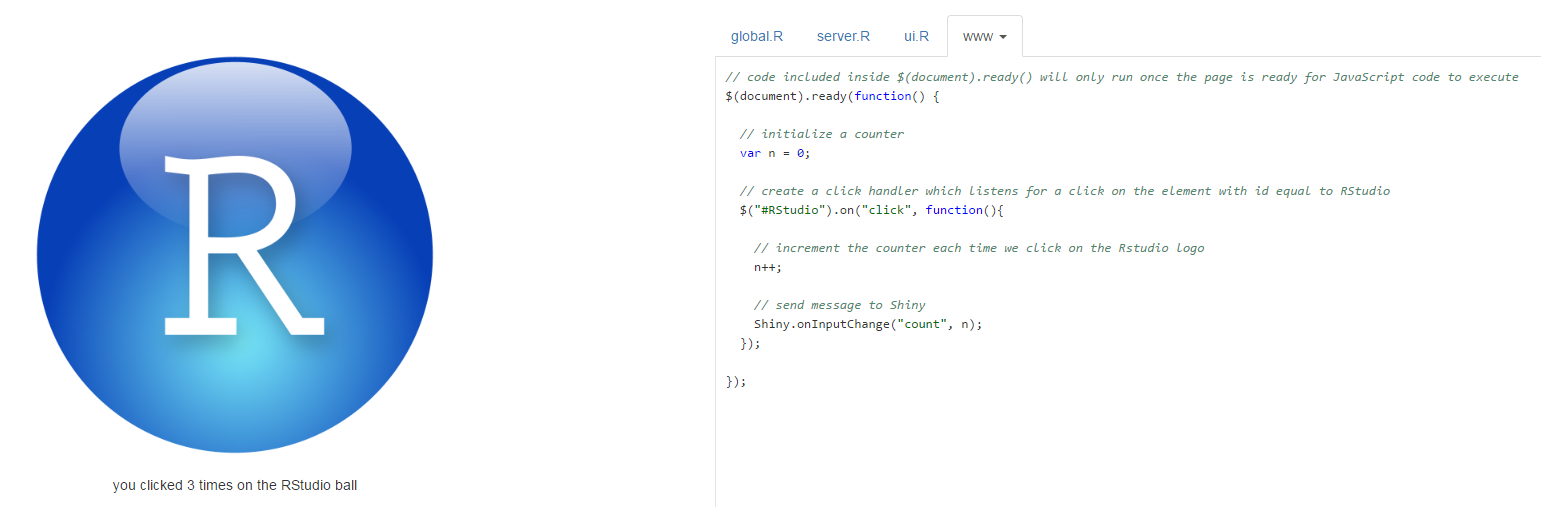 R
you clicked 3 times on the RStudio ball
global.R server.R ui.R www
// code included inside $(document).ready() will only run once the page is ready for JavaScript code to execute
$(document).ready(function() {
// initialize a counter
var n = 0;
// create a click handler which listens for a click on the element with id equal to RStudio
$("#RStudio").on("click", function(){
// increment the counter each time we click on the Rstudio logo
n++;
// send message to Shiny
Shiny.onInputChange("count", n);
});
});